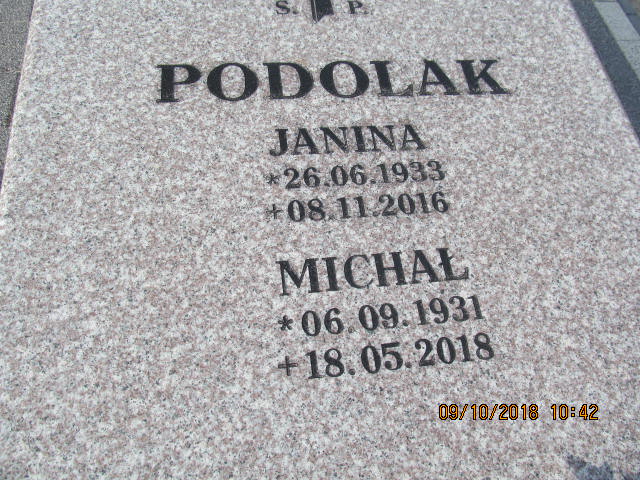 S. P.
PODOLAK
JANINA
*26.06.1933
+08.11.2016
MICHAŁ
*06.09.1931
+18.05.2018
09/10/2018 10:42